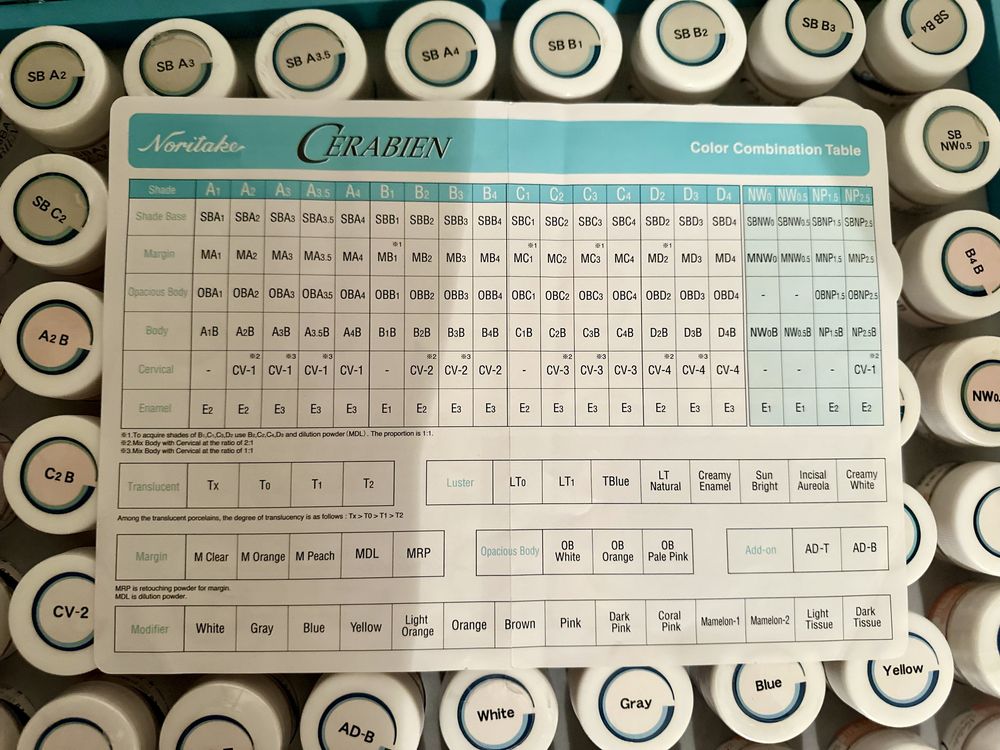 SB A2
SB A3
SB A3.5
SB A4
SB B1
SB B2
SB B3
SB B4
Noritake CERABIEN Color Combination Table
Shade A1 A2 A3 A3.5 A4 B1 B2 B3 B4 C1 C2 C3 C4 D2 D3 D4 NW0 NW0.5 NP1.5 NP2.5
Shade Base SBA1 SBA2 SBA3 SBA3.5 SBA4 SBB1 SBB2 SBB3 SBB4 SBC1 SBC2 SBC3 SBC4 SBD2 SBD3 SBD4 SBNW0 SBNW0.5 SBNP1.5 SBNP2.5
Margin MA1 MA2 MA3 MA3.5 MA4 ※1 MB1 MB2 MB3 MB4 ※1 MC1 MC2 ※1 MC3 MC4 ※1 MD2 MD3 MD4 MNW0 MNW0.5 MNP1.5 MNP2.5
Opacious Body OBA1 OBA2 OBA3 OBA3.5 OBA4 OBB1 OBB2 OBB3 OBB4 OBC1 OBC2 OBC3 OBC4 OBD2 OBD3 OBD4 - - OBNP1.5 OBNP2.5
Body A1B A2B A3B A3.5B A4B B1B B2B B3B B4B C1B C2B C3B C4B D2B D3B D4B NW0B NW0.5B NP1.5B NP2.5B
Cervical - ※2 CV-1 ※3 CV-1 ※3 CV-1 CV-1 - ※2 CV-2 ※3 CV-2 CV-2 - ※2 CV-3 ※3 CV-3 CV-3 ※2 CV-4 ※3 CV-4 CV-4 - - - ※2 CV-1
Enamel E2 E2 E3 E3 E3 E1 E2 E3 E3 E3 E3 E3 E3 E3 E3 E3 E1 E1 E2 E2
※1.To acquire shades of B1,C1,C3,D2 use B2,C2,C4,D3 and dilution powder (MDL). The proportion is 1:1.
※2.Mix Body with Cervical at the ratio of 2:1
※3.Mix Body with Cervical at the ratio of 1:1
Translucent Tx T0 T1 T2
Luster LT0 LT1 TBlue LT Natural Creamy Enamel Sun Bright Incisal Aureola Creamy White
Among the translucent porcelains, the degree of translucency is as follows : Tx > T0 > T1 > T2
Margin M Clear M Orange M Peach MDL MRP
Opacious Body OB White OB Orange OB Pale Pink
Add-on AD-T AD-B
MRP is retouching powder for margin.
MDL is dilution powder.
Modifier White Gray Blue Yellow Light Orange Orange Brown Pink Dark Pink Coral Pink Mamelon-1 Mamelon-2 Light Tissue Dark Tissue
SB C2
A2 B
C2 B
CV-2
SB
NW0.5
B4 B
AD-B
White
Gray
Blue
Yellow